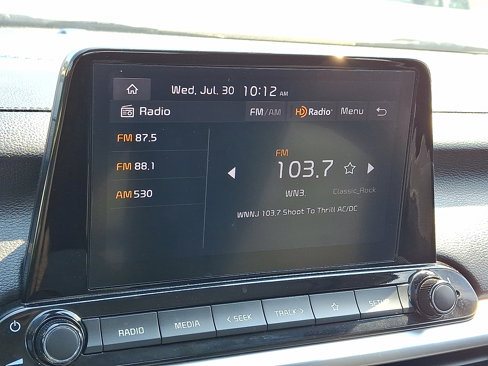 Wed, Jul. 30 10:12 AM
Radio FM/AM HD Radio Menu
FM 87.5
FM 88.1
AM 530
FM
103.7
WN3. Classic_Rock
WNNJ 103.7 Shoot To Thrill AC/DC
RADIO MEDIA < SEEK TRACK > SETUP